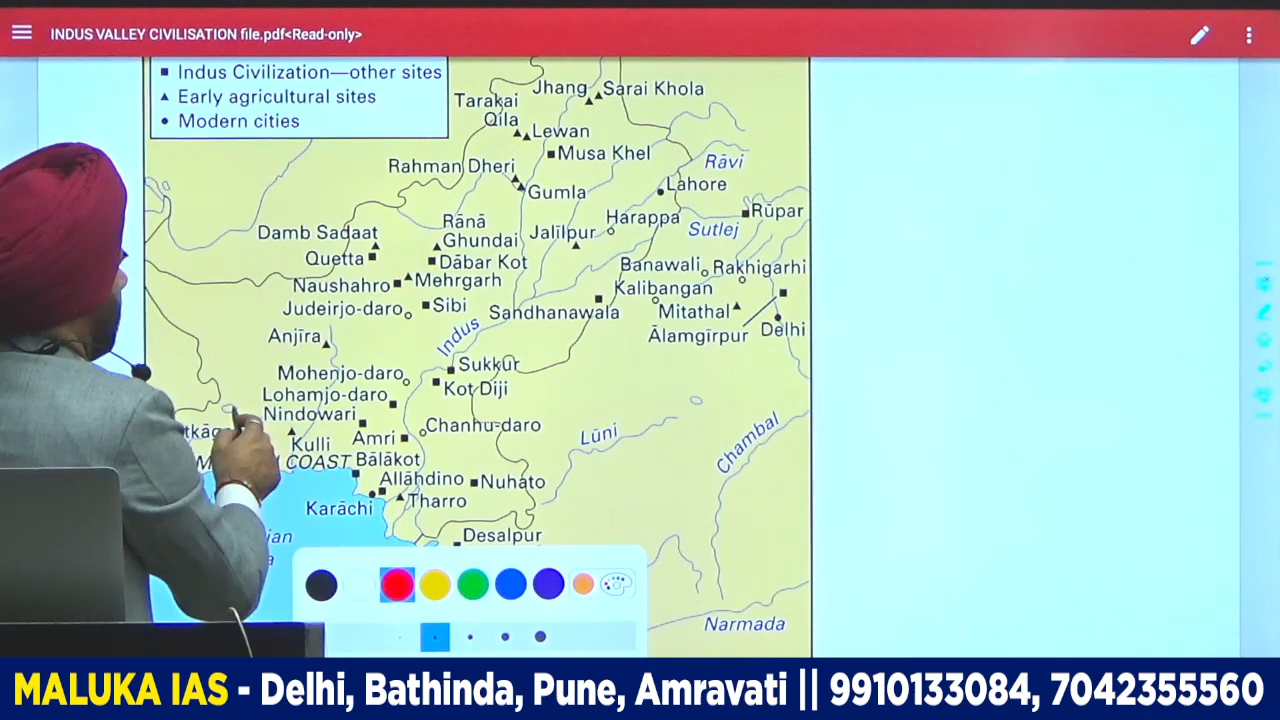 INDUS VALLEY CIVILISATION file.pdf<Read-only>
Indus Civilization—other sites
Early agricultural sites
Modern cities
Jhang
Sarai Khola
Tarakai
Qila
Lewan
Musa Khel
Rahman Dheri
Gumla
Rāvi
Lahore
Rānā
Ghundai
Jalīlpur
Harappa
Rūpar
Sutlej
Damb Sadaat
Quetta
Dābar Kot
Banawali
Rakhigarhi
Naushahro
Mehrgarh
Kalibangan
Judeirjo-daro
Sibi
Sandhanawala
Mitathal
Ālamgīrpur
Delhi
Anjīra
Indus
Mohenjo-daro
Sukkur
Kot Diji
Lohamjo-daro
Nindowari
Kulli
Amri
Chanhu-daro
Lūni
Chambal
COAST
Bālākot
Allāhdino
Nuhato
Karāchi
Tharro
Desalpur
Narmada
MALUKA IAS - Delhi, Bathinda, Pune, Amravati || 9910133084, 7042355560